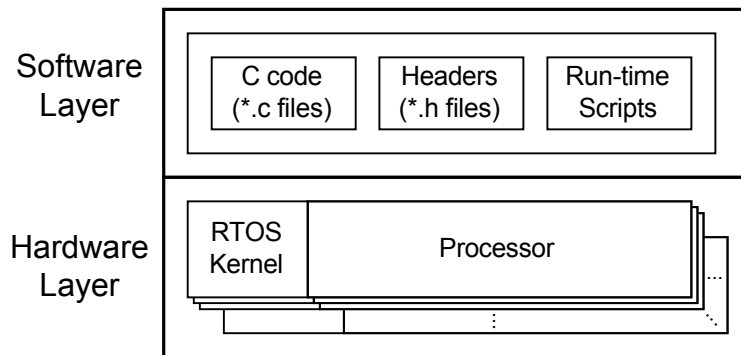 Software
Layer
C code
(*.c files)
Headers
(*.h files)
Run-time
Scripts
Hardware
Layer
RTOS
Kernel
Processor
...
...
...